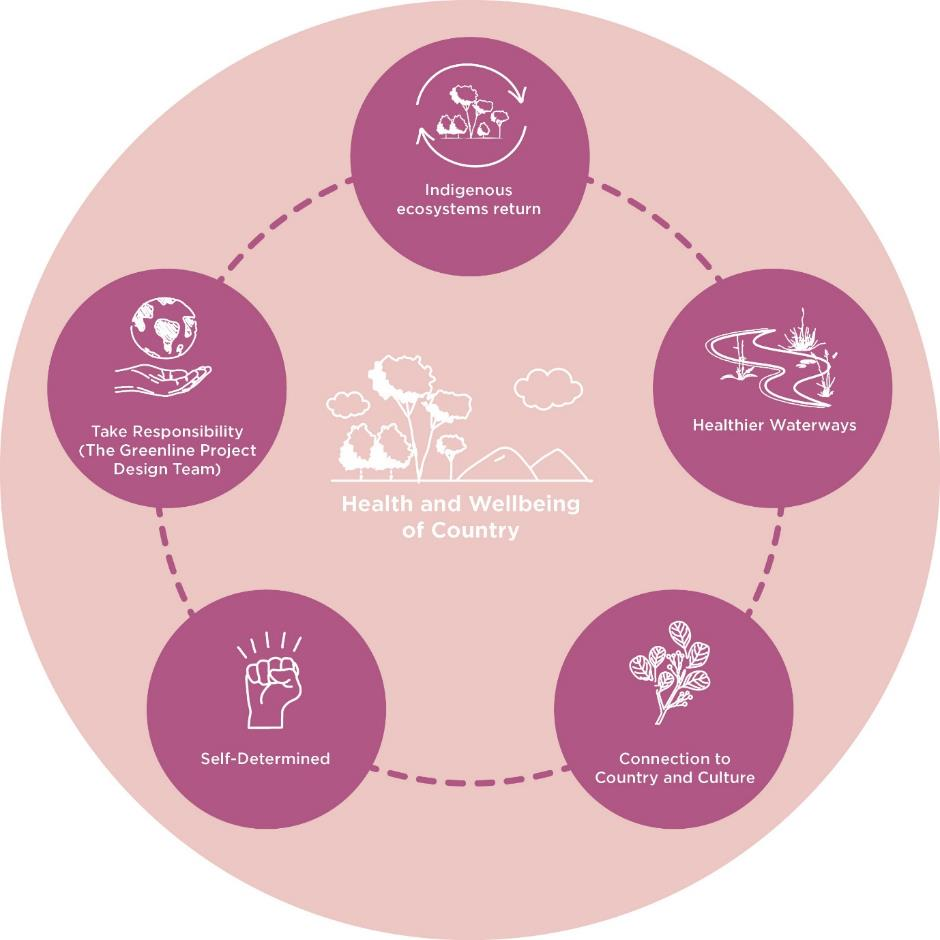 Indigenous
ecosystems return
Healthier Waterways
Connection to
Country and Culture
Self-Determined
Take Responsibility
(The Greenline Project
Design Team)
Health and Wellbeing
of Country